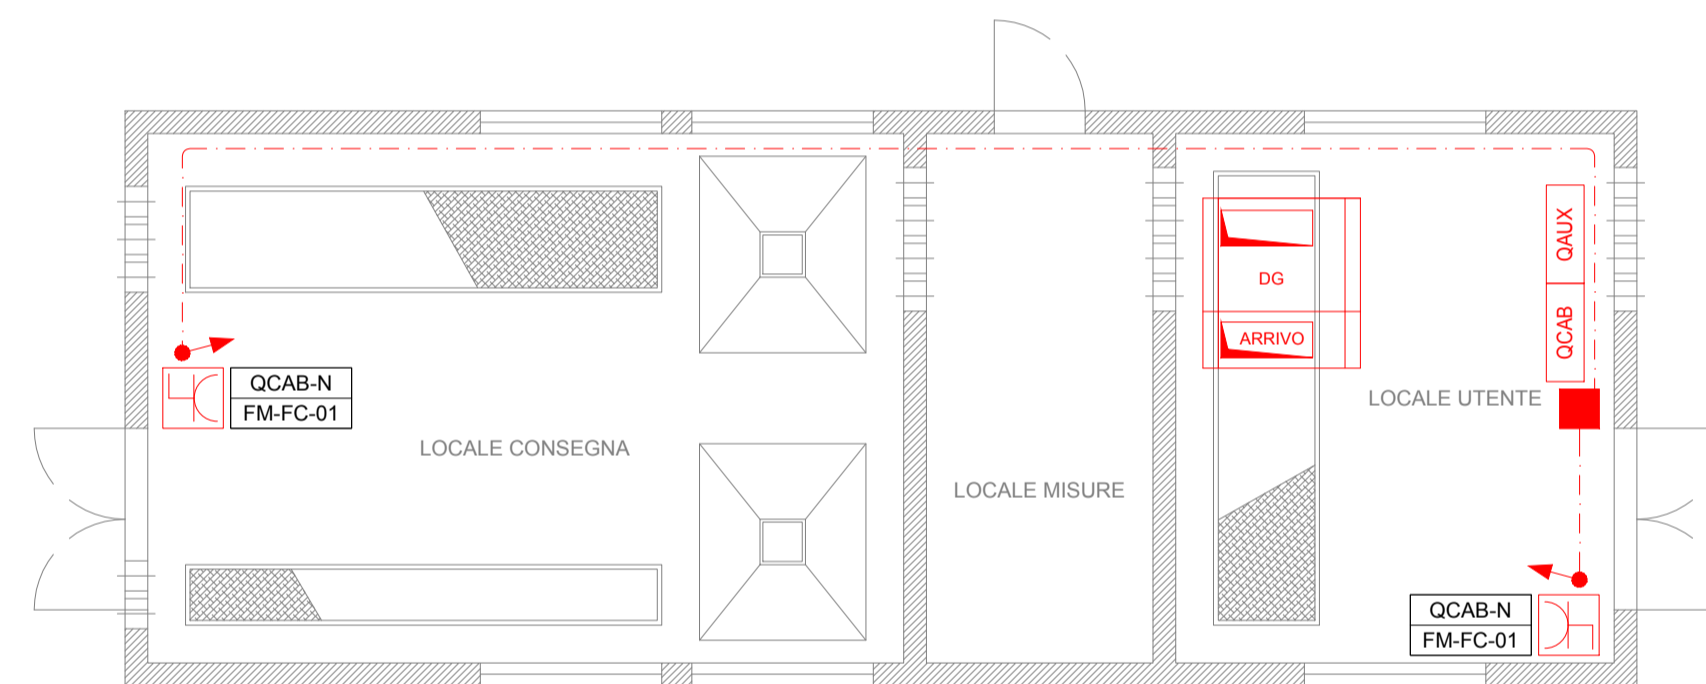 QAUX
DG
QCAB
ARRIVO
QCAB-N
FM-FC-01
LOCALE UTENTE
LOCALE CONSEGNA
LOCALE MISURE
QCAB-N
FM-FC-01